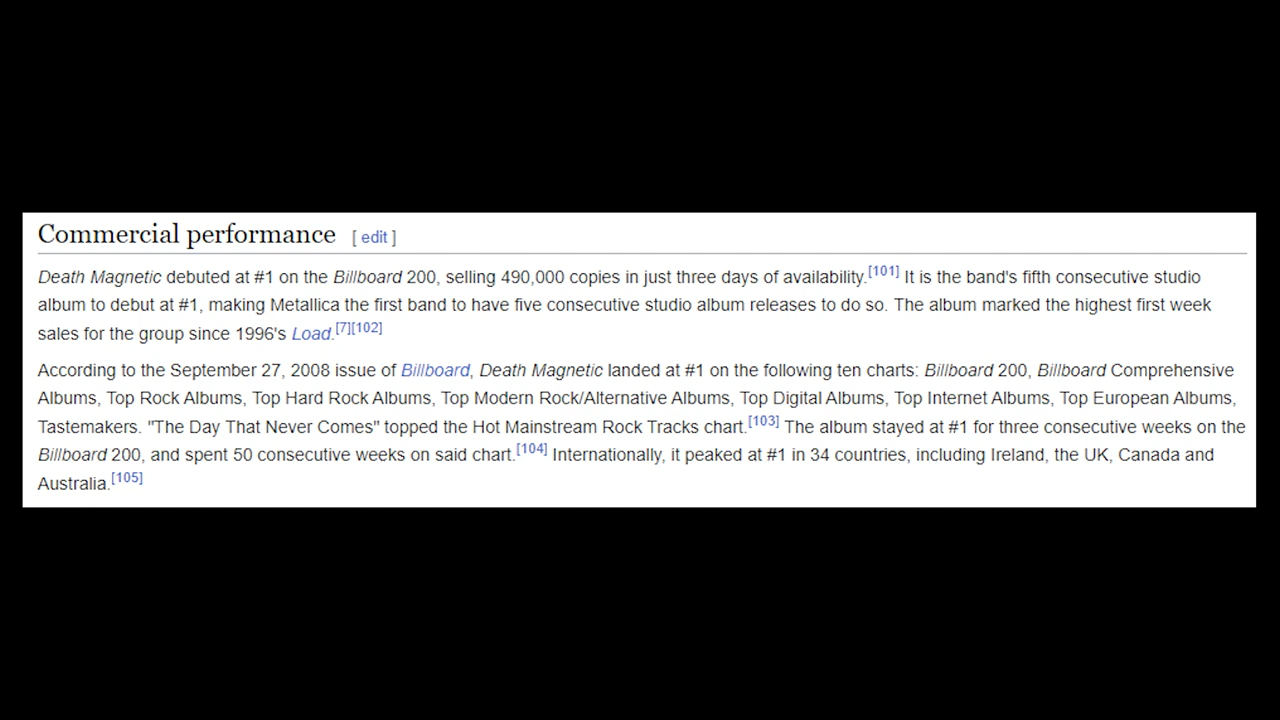 Commercial performance [ edit ]
Death Magnetic debuted at #1 on the Billboard 200, selling 490,000 copies in just three days of availability.[101] It is the band's fifth consecutive studio
album to debut at #1, making Metallica the first band to have five consecutive studio album releases to do so. The album marked the highest first week
sales for the group since 1996's Load.[7][102]
According to the September 27, 2008 issue of Billboard, Death Magnetic landed at #1 on the following ten charts: Billboard 200, Billboard Comprehensive
Albums, Top Rock Albums, Top Hard Rock Albums, Top Modern Rock/Alternative Albums, Top Digital Albums, Top Internet Albums, Top European Albums,
Tastemakers. "The Day That Never Comes" topped the Hot Mainstream Rock Tracks chart.[103] The album stayed at #1 for three consecutive weeks on the
Billboard 200, and spent 50 consecutive weeks on said chart.[104] Internationally, it peaked at #1 in 34 countries, including Ireland, the UK, Canada and
Australia.[105]